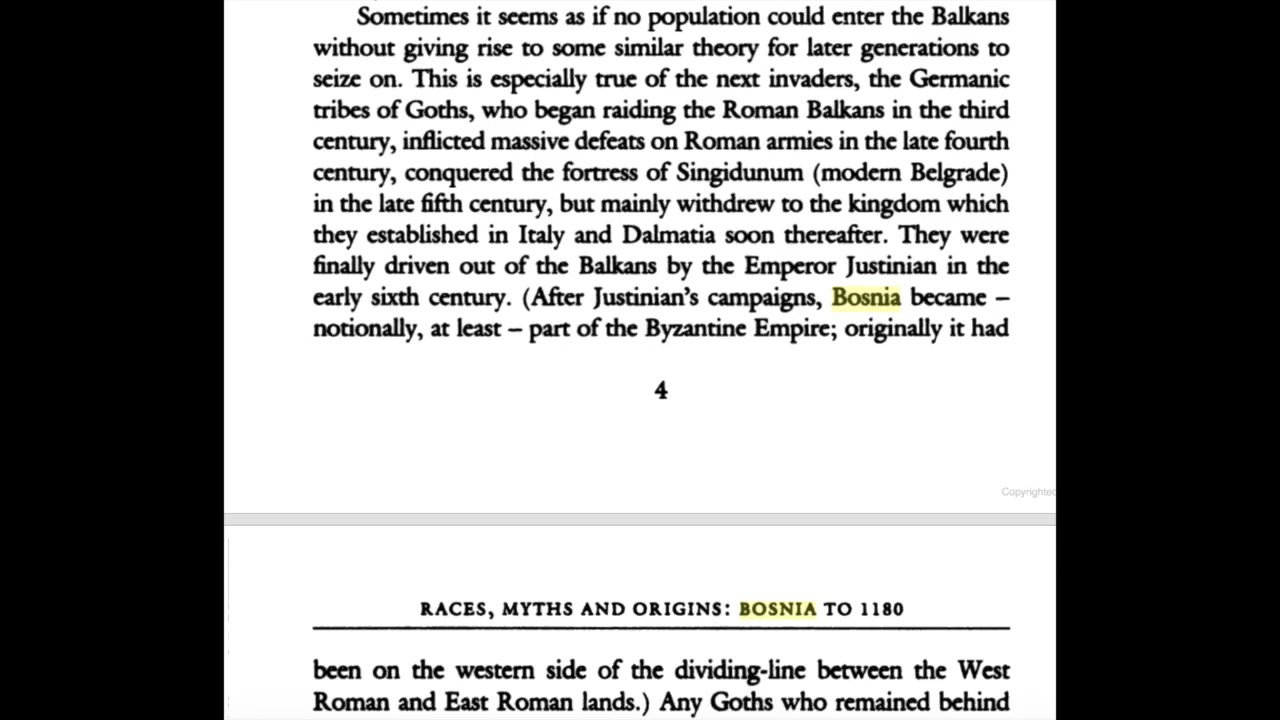 Sometimes it seems as if no population could enter the Balkans
without giving rise to some similar theory for later generations to
seize on. This is especially true of the next invaders, the Germanic
tribes of Goths, who began raiding the Roman Balkans in the third
century, inflicted massive defeats on Roman armies in the late fourth
century, conquered the fortress of Singidunum (modern Belgrade)
in the late fifth century, but mainly withdrew to the kingdom which
they established in Italy and Dalmatia soon thereafter. They were
finally driven out of the Balkans by the Emperor Justinian in the
early sixth century. (After Justinian's campaigns, Bosnia became –
notionally, at least – part of the Byzantine Empire; originally it had
4
Copyrighted
RACES, MYTHS AND ORIGINS: BOSNIA TO 1180
been on the western side of the dividing-line between the West
Roman and East Roman lands.) Any Goths who remained behind